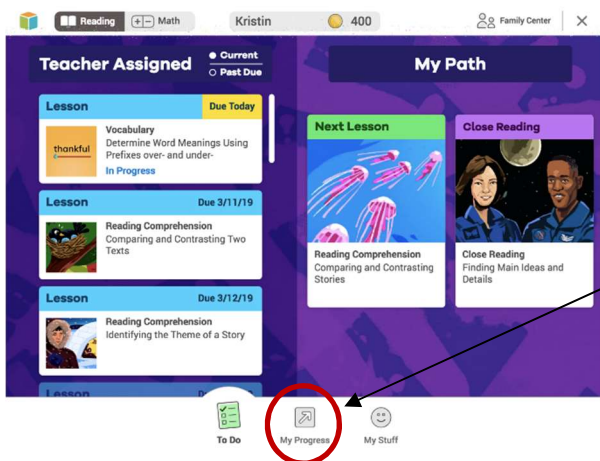 Reading
Math
Kristin
400
Family Center
Teacher Assigned
Current
Past Due
Lesson
Due Today
thankful
Vocabulary
Determine Word Meanings Using
Prefixes over- and under-
In Progress
Lesson
Due 3/11/19
Reading Comprehension
Comparing and Contrasting Two
Texts
Lesson
Due 3/12/19
Reading Comprehension
Identifying the Theme of a Story
Lesson
My Path
Next Lesson
Reading Comprehension
Comparing and Contrasting
Stories
Close Reading
Close Reading
Finding Main Ideas and
Details
To Do
My Progress
My Stuff